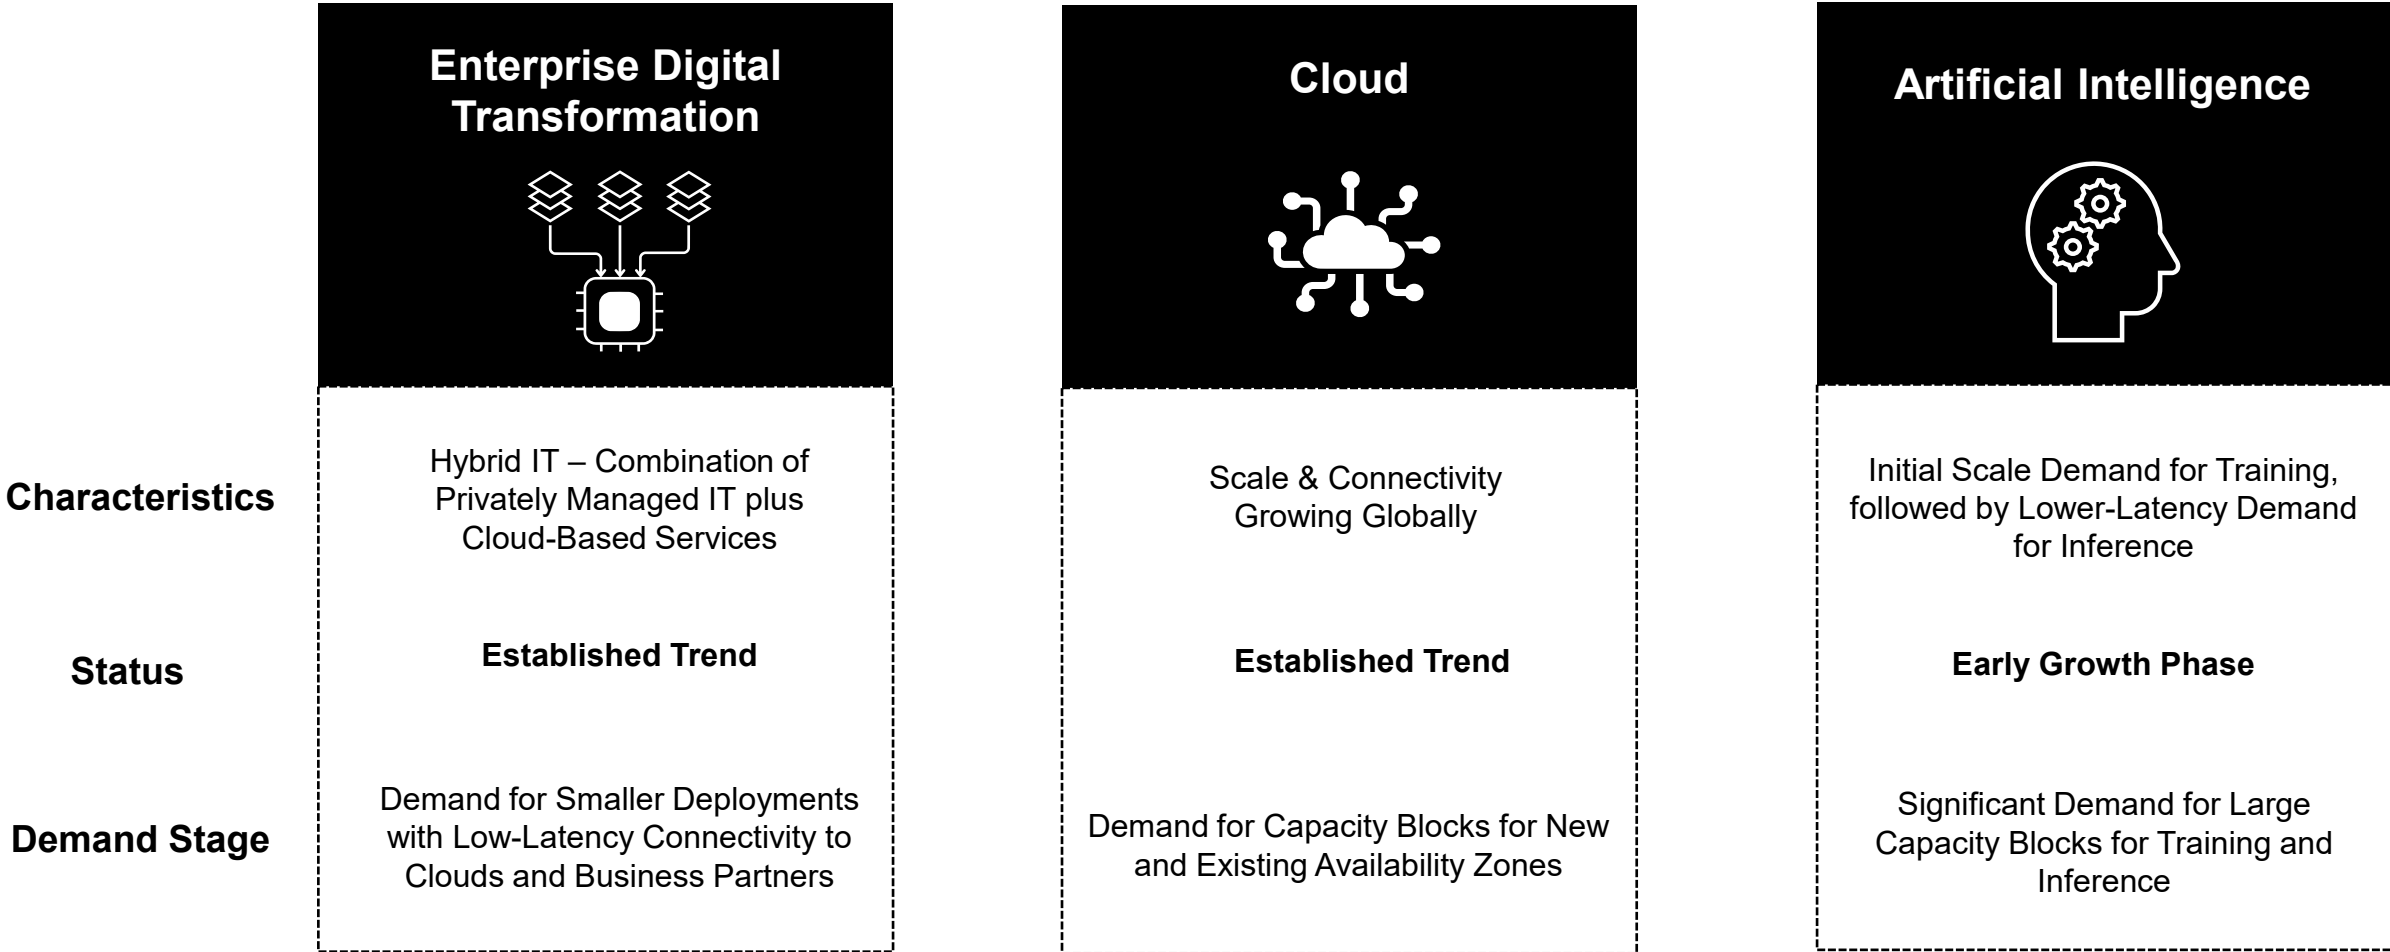 Enterprise Digital
Transformation
Cloud
Artificial Intelligence
Characteristics
Hybrid IT – Combination of
Privately Managed IT plus
Cloud-Based Services
Scale & Connectivity
Growing Globally
Initial Scale Demand for Training,
followed by Lower-Latency Demand
for Inference
Status
Established Trend
Established Trend
Early Growth Phase
Demand Stage
Demand for Smaller Deployments
with Low-Latency Connectivity to
Clouds and Business Partners
Demand for Capacity Blocks for New
and Existing Availability Zones
Significant Demand for Large
Capacity Blocks for Training and
Inference